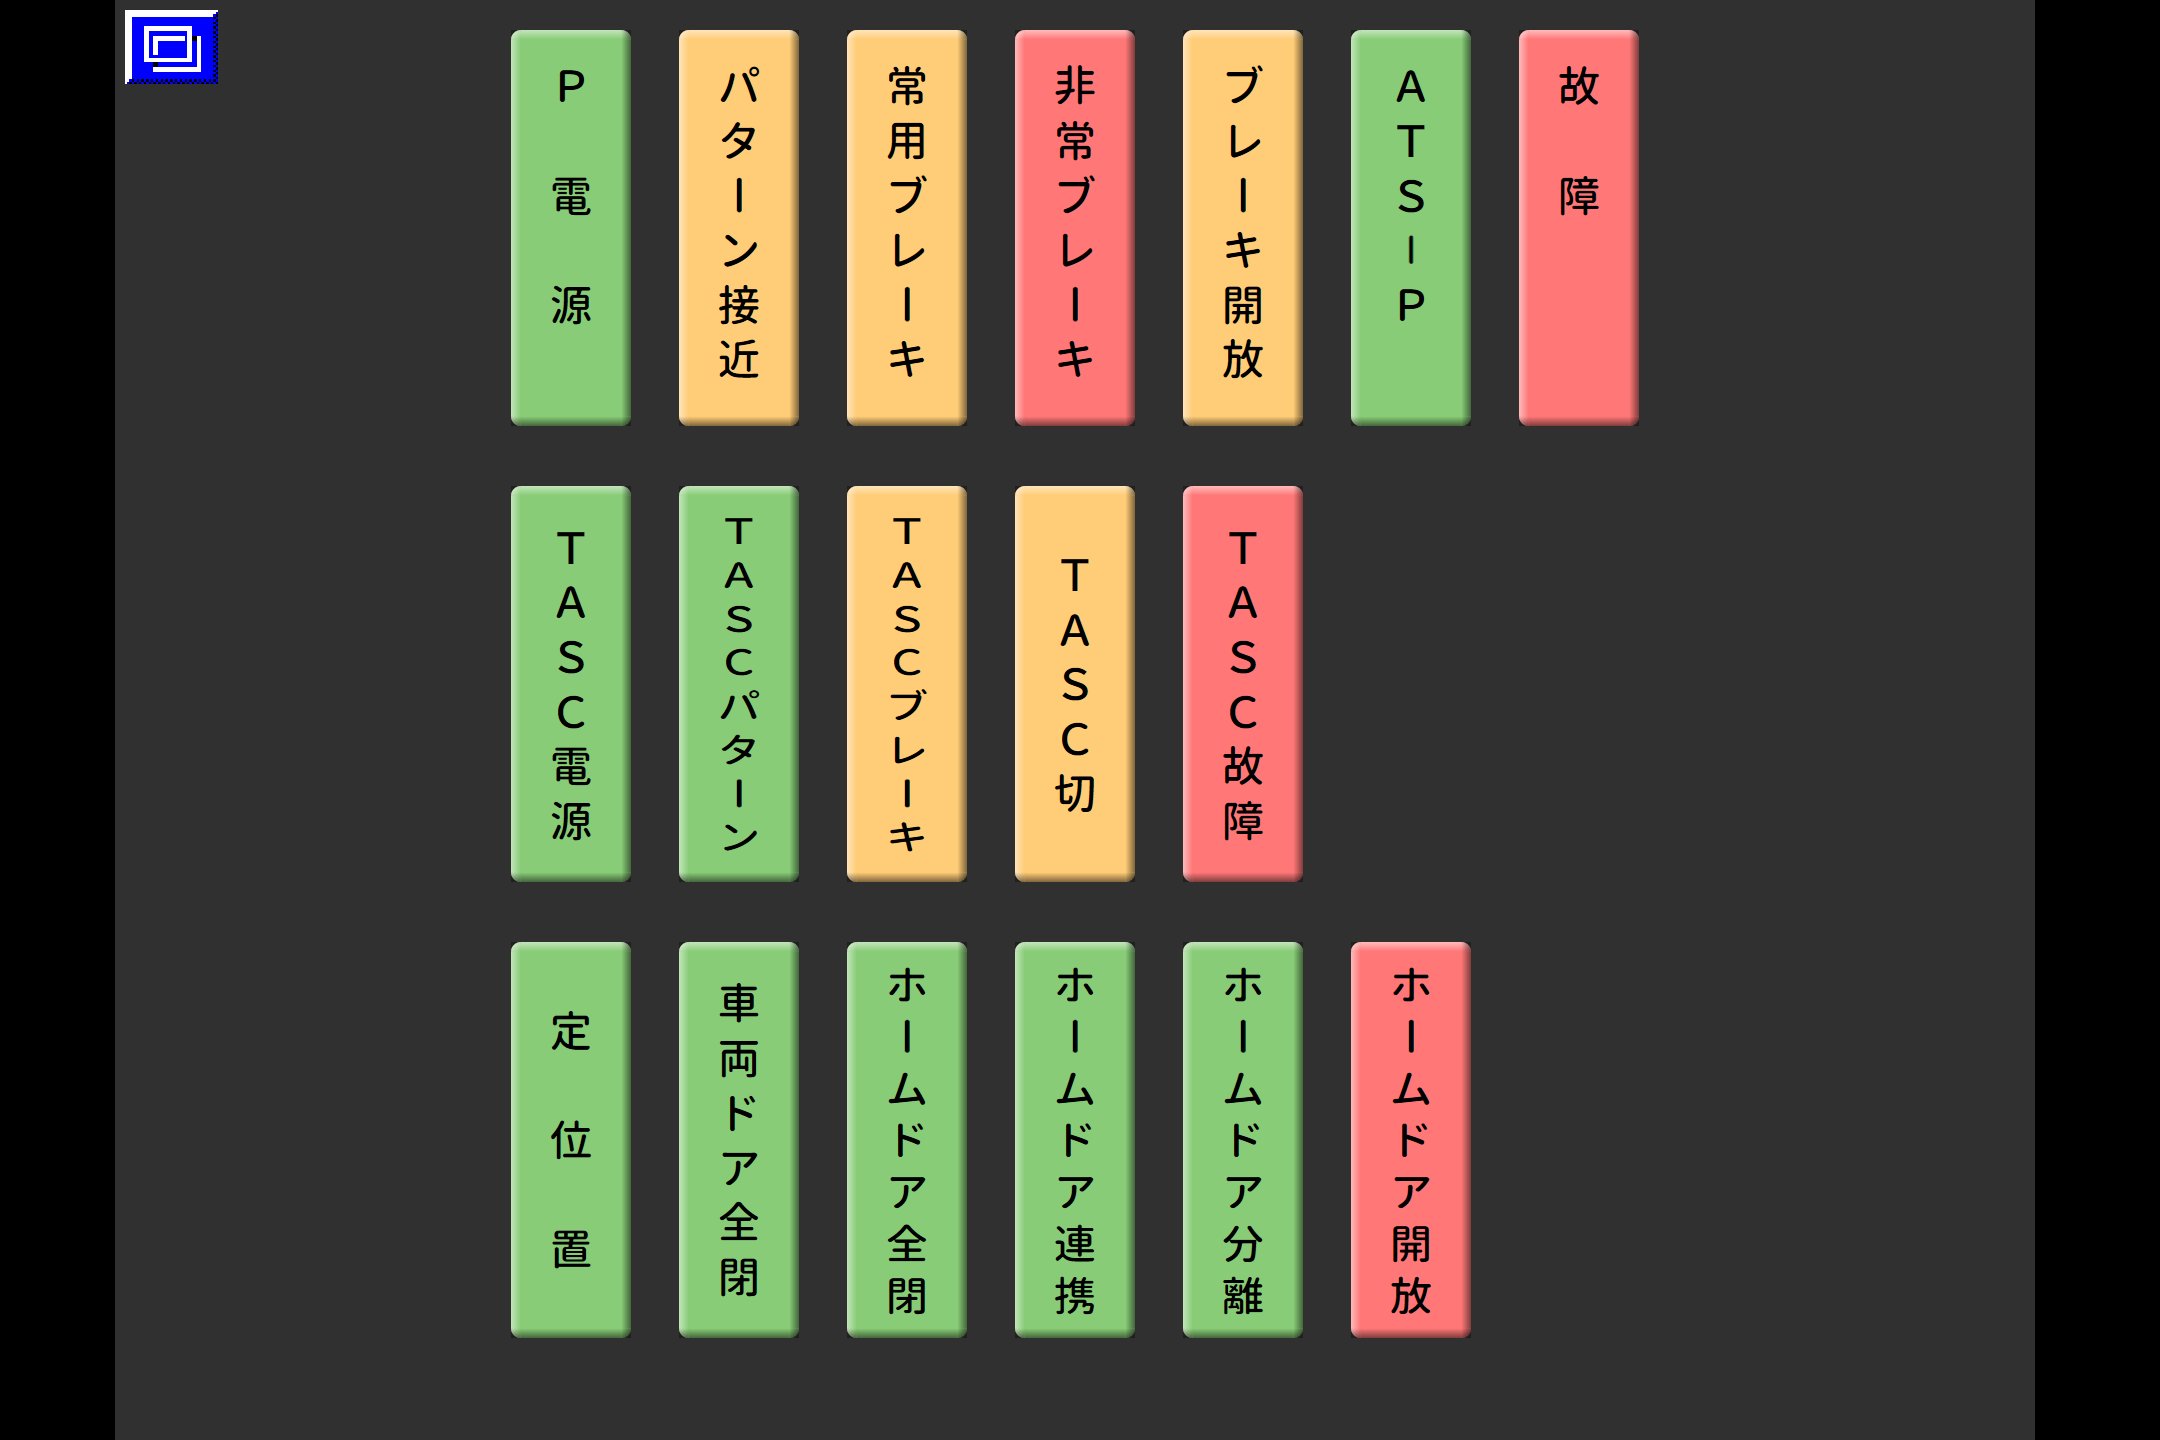 P電源
パターン接近
常用ブレーキ
非常ブレーキ
ブレーキ開放
ATS-P
故障
TASC電源
TASCパターン
TASCブレーキ
TASC切
TASC故障
定位置
車両ドア全閉
ホームドア全閉
ホームドア連携
ホームドア分離
ホームドア開放